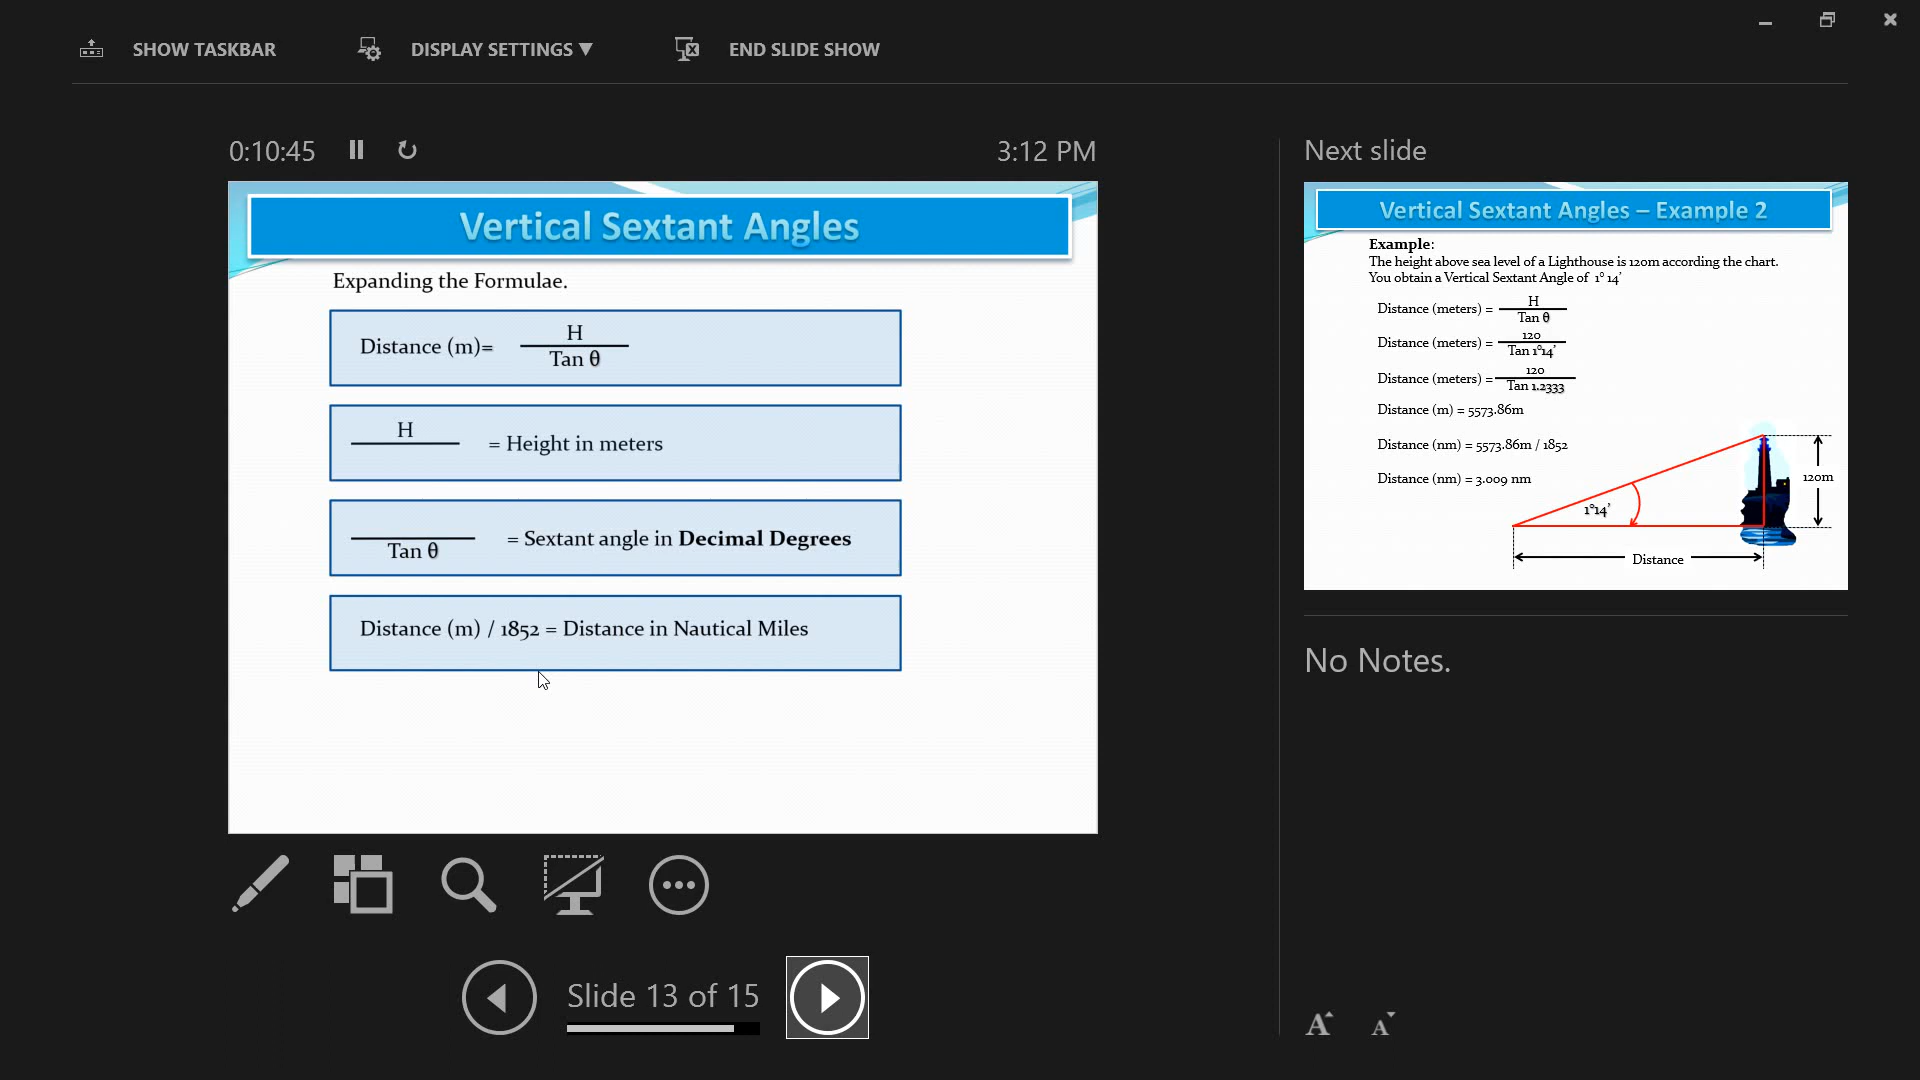 SHOW TASKBAR
DISPLAY SETTINGS ▼
END SLIDE SHOW
0:10:45
3:12 PM
Vertical Sextant Angles
Expanding the Formulae.
H
Distance (m)=
Tan θ
H
= Height in meters
= Sextant angle in Decimal Degrees
Tan θ
Distance (m) / 1852 = Distance in Nautical Miles
Slide 13 of 15
Next slide
Vertical Sextant Angles – Example 2
Example:
The height above sea level of a Lighthouse is 120m according the chart.
You obtain a Vertical Sextant Angle of 1° 14'
H
Distance (meters) =
Tan θ
120
Distance (meters) =
Tan 1°14'
120
Distance (meters) =
Tan 1.2333
Distance (m) = 5573.86m
Distance (nm) = 5573.86m / 1852
Distance (nm) = 3.009 nm
120m
1°14'
Distance
No Notes.
A A